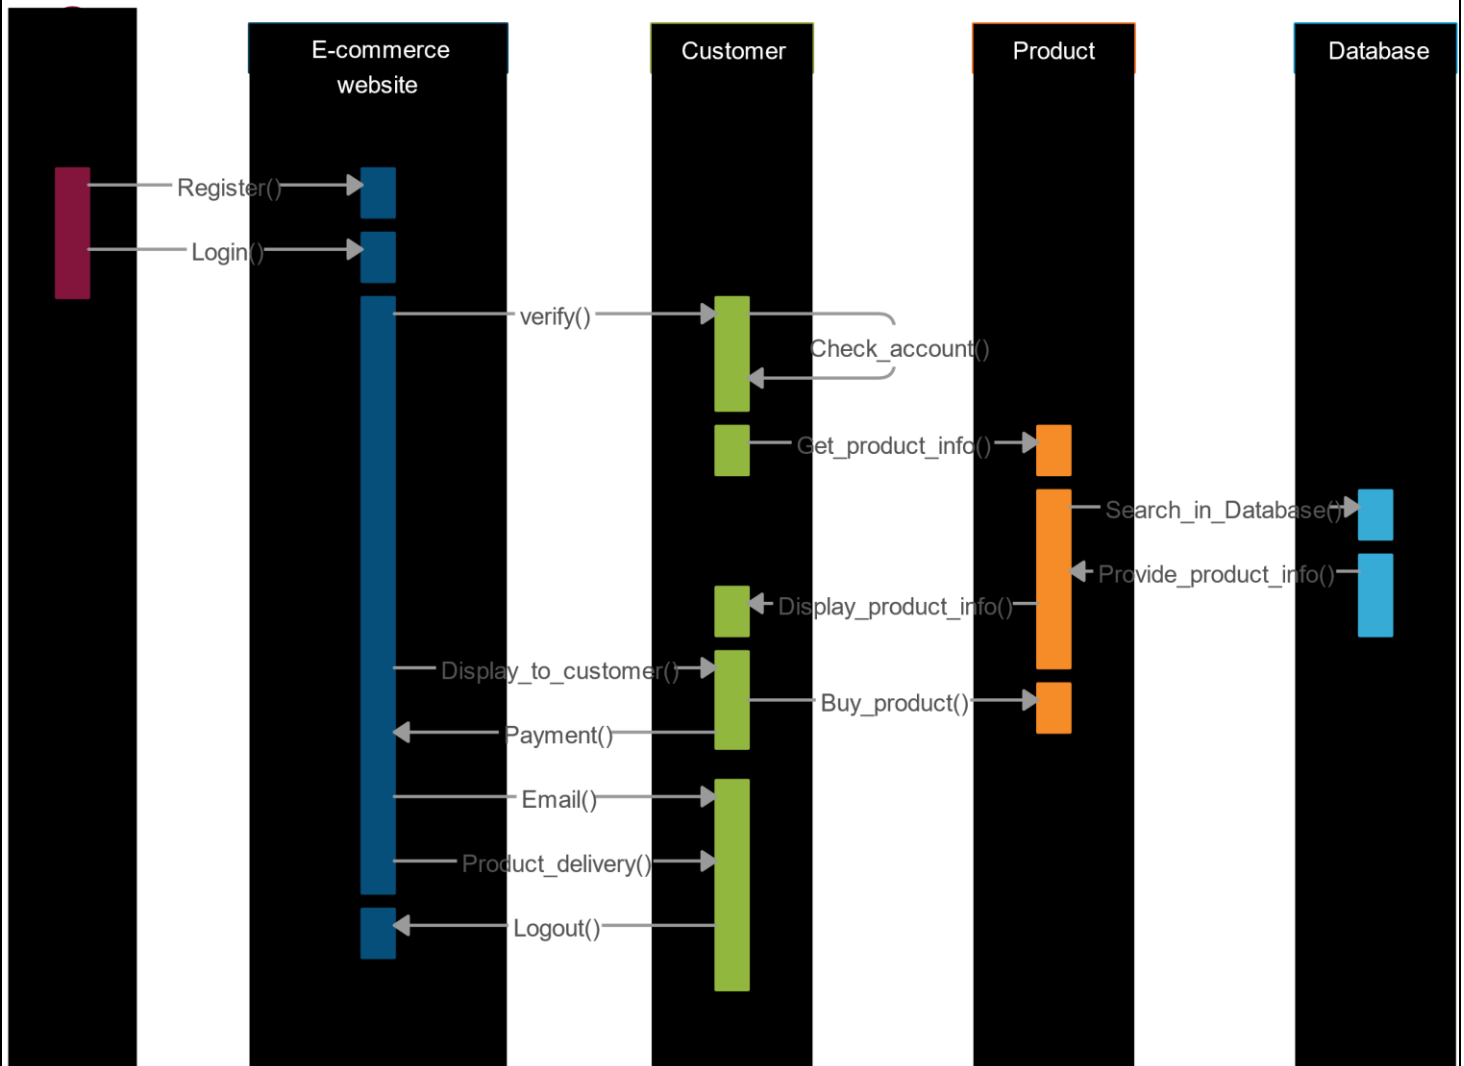 E-commerce
website
Customer
Product
Database
Register()
Login()
verify()
Check_account()
Get_product_info()
Search_in_Database()
Provide_product_info()
Display_product_info()
Display_to_customer()
Buy_product()
Payment()
Email()
Product_delivery()
Logout()